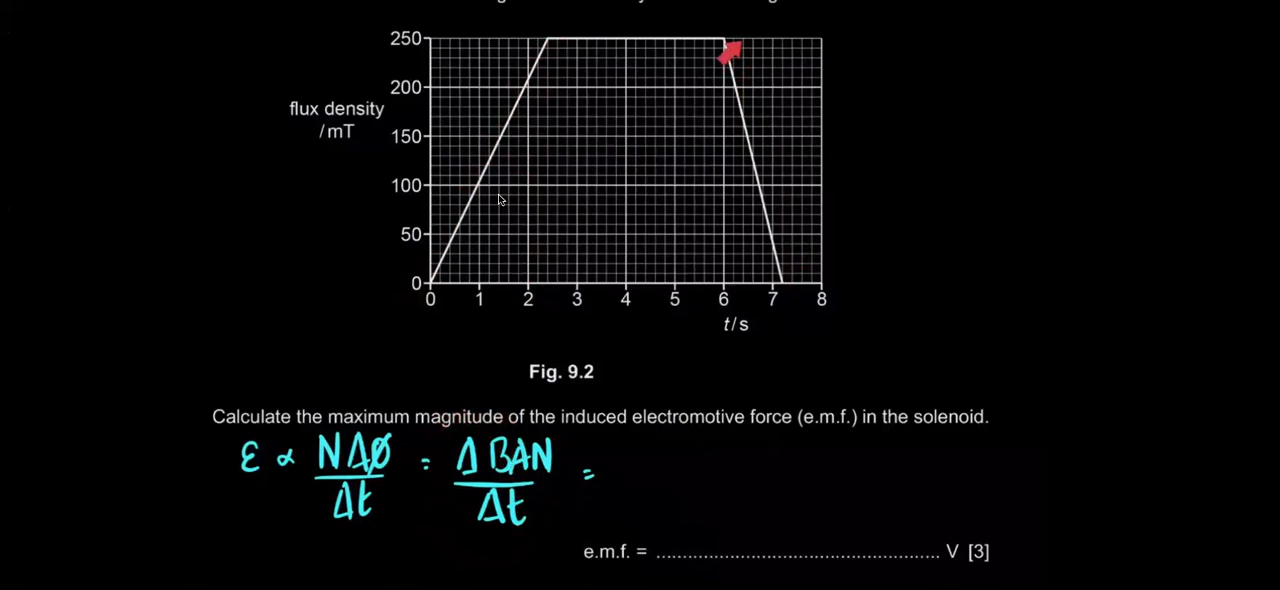 250
200
flux density
/mT
150
100
50
0
0 1 2 3 4 5 6 7 8
t/s
Fig. 9.2
Calculate the maximum magnitude of the induced electromotive force (e.m.f.) in the solenoid.
ε ∝ NΔφ/Δt = ΔBAN/Δt =
e.m.f. = .................................................... V [3]